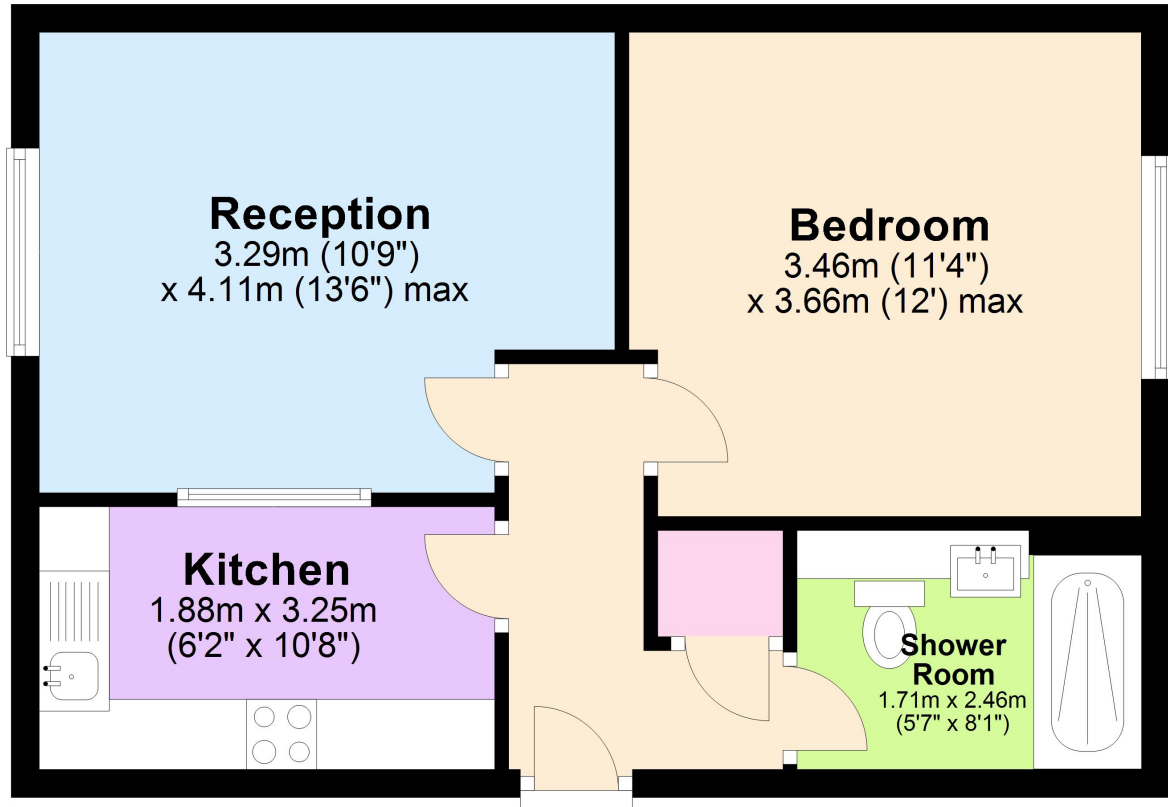 Reception
3.29m (10'9")
x 4.11m (13'6") max
Bedroom
3.46m (11'4")
x 3.66m (12') max
Kitchen
1.88m x 3.25m
(6'2" x 10'8")
Shower
Room
1.71m x 2.46m
(5'7" x 8'1")